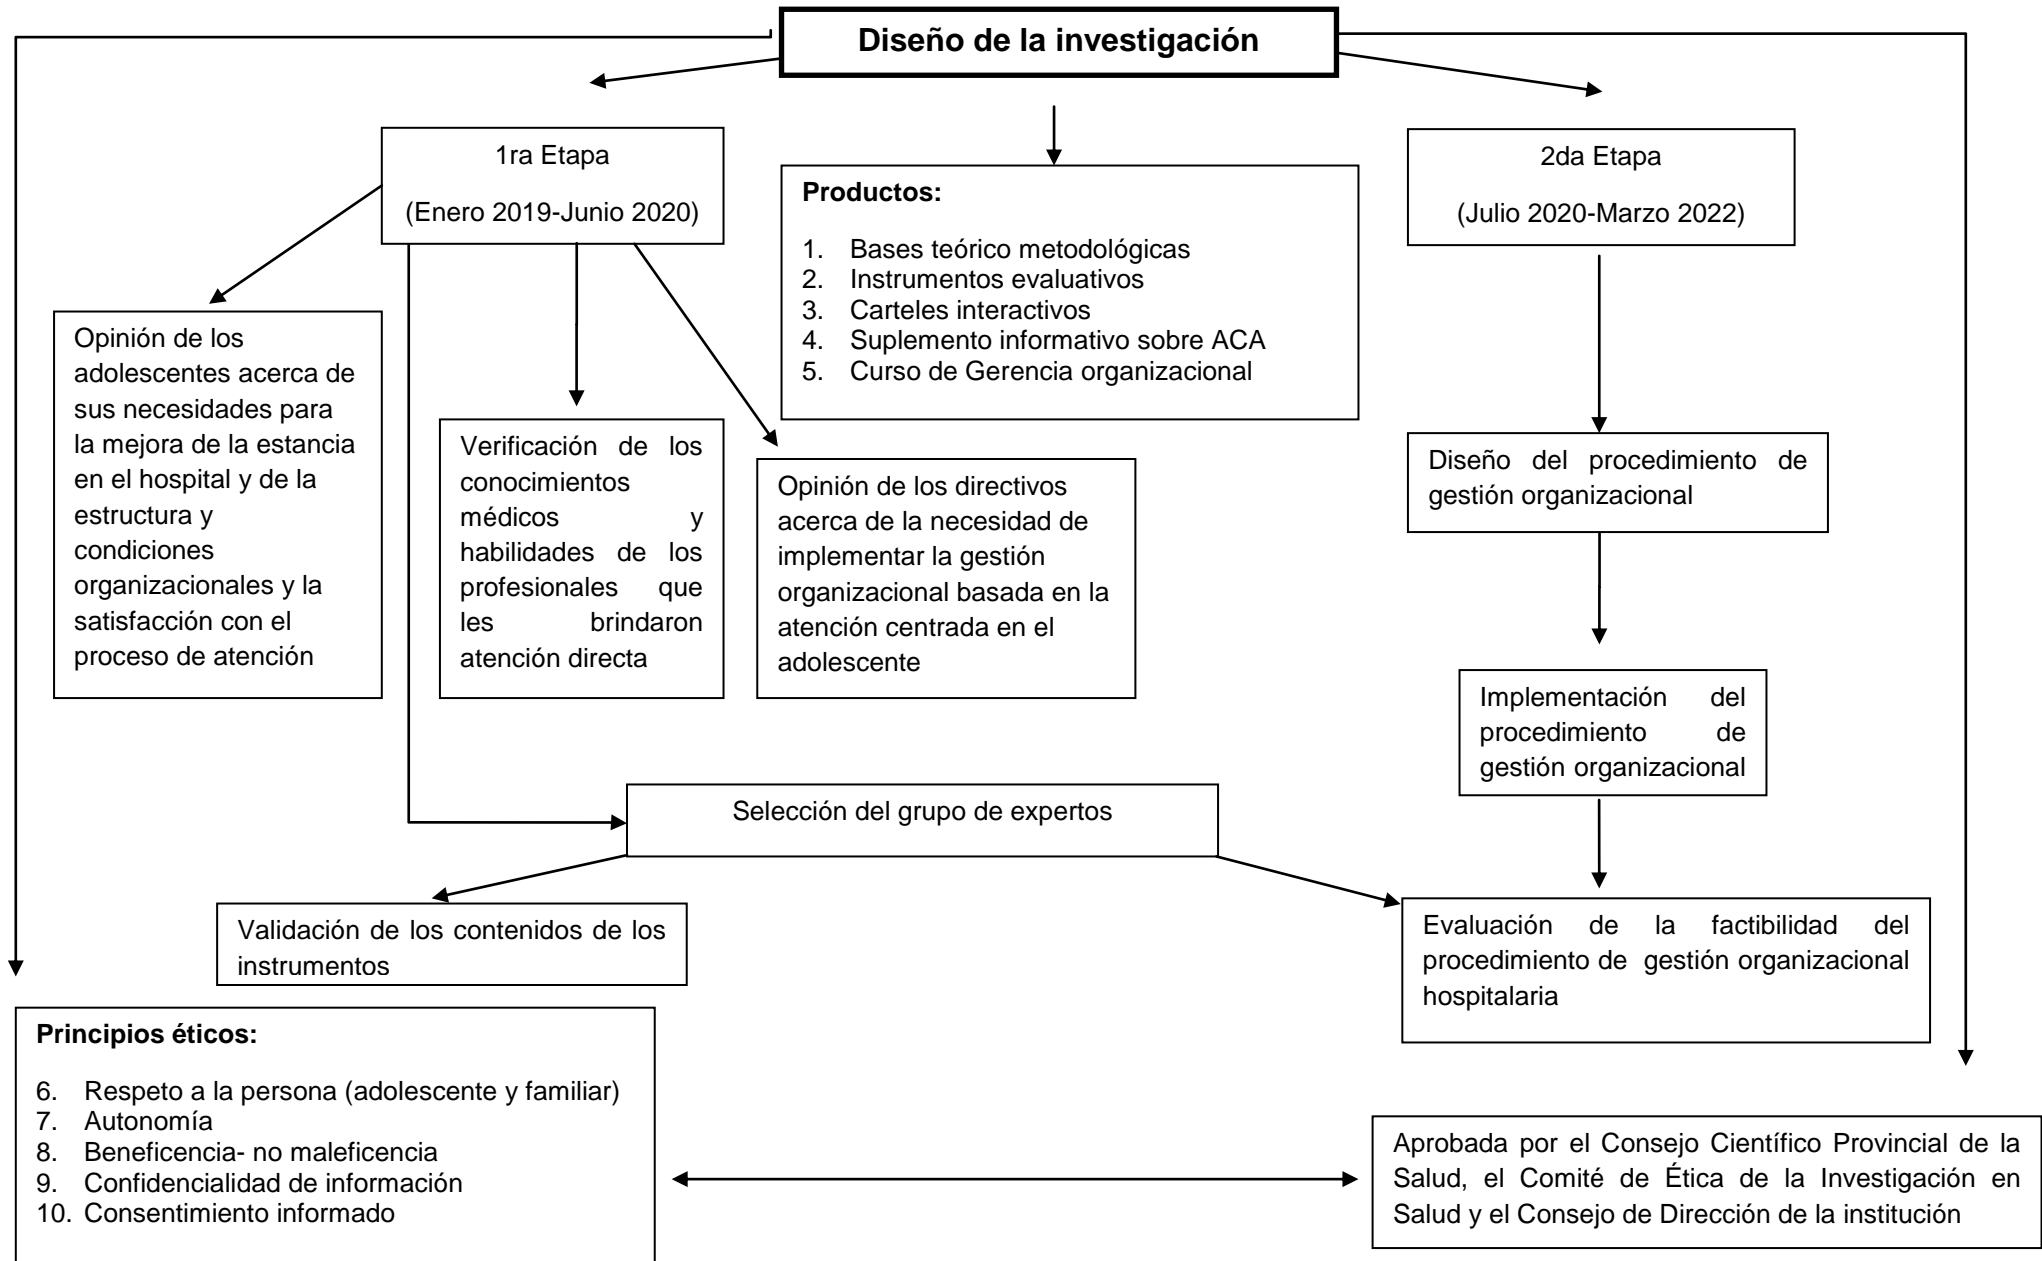 Diseño de la investigación
1ra Etapa
(Enero 2019-Junio 2020)
Productos:
1. Bases teórico metodológicas
2. Instrumentos evaluativos
3. Carteles interactivos
4. Suplemento informativo sobre ACA
5. Curso de Gerencia organizacional
2da Etapa
(Julio 2020-Marzo 2022)
Opinión de los
adolescentes acerca de
sus necesidades para
la mejora de la estancia
en el hospital y de la
estructura y
condiciones
organizacionales y la
satisfacción con el
proceso de atención
Verificación de los
conocimientos
médicos y
habilidades de los
profesionales que
les brindaron
atención directa
Opinión de los directivos
acerca de la necesidad de
implementar la gestión
organizacional basada en la
atención centrada en el
adolescente
Diseño del procedimiento de
gestión organizacional
Implementación del
procedimiento de
gestión organizacional
Selección del grupo de expertos
Validación de los contenidos de los
instrumentos
Evaluación de la factibilidad del
procedimiento de gestión organizacional
hospitalaria
Principios éticos:
6. Respeto a la persona (adolescente y familiar)
7. Autonomía
8. Beneficencia- no maleficencia
9. Confidencialidad de información
10. Consentimiento informado
Aprobada por el Consejo Científico Provincial de la
Salud, el Comité de Ética de la Investigación en
Salud y el Consejo de Dirección de la institución